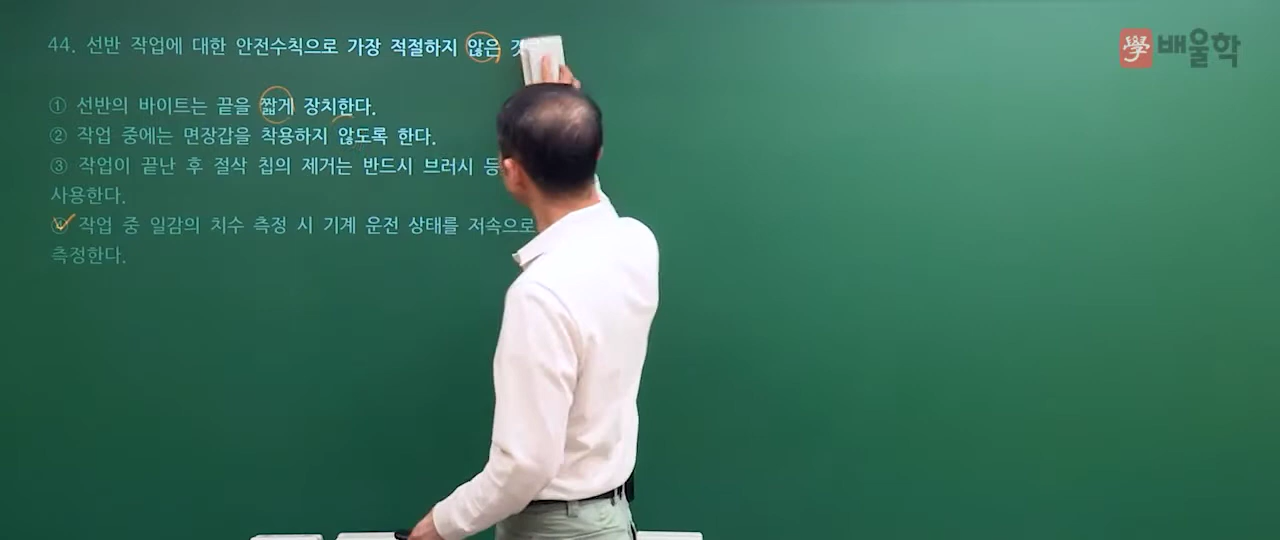 44. 선반 작업에 대한 안전수칙으로 가장 적절하지 않은
① 선반의 바이트는 끝을 짧게 장치한다.
② 작업 중에는 면장갑을 착용하지 않도록 한다.
③ 작업이 끝난 후 절삭 칩의 제거는 반드시 브러시 등
사용한다.
④ 작업 중 일감의 치수 측정 시 기계 운전 상태를 저속으로
측정한다.
學 배울학